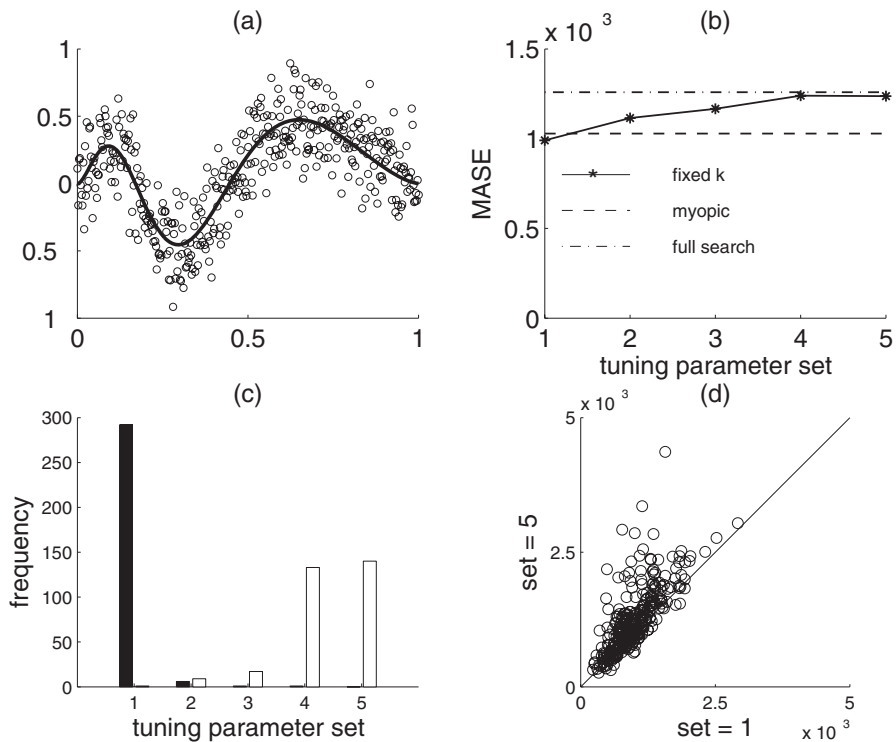 (a)
1
0.5
0
0.5
1
0
0.5
1
(b)
x 10 3
1.5
1
0.5
0
MASE
fixed k
myopic
full search
1 2 3 4 5
tuning parameter set
(c)
300
250
200
150
100
50
0
frequency
1 2 3 4 5
tuning parameter set
(d)
x 10 3
5
2.5
0
set = 5
0 2.5 5
set = 1
x 10 3